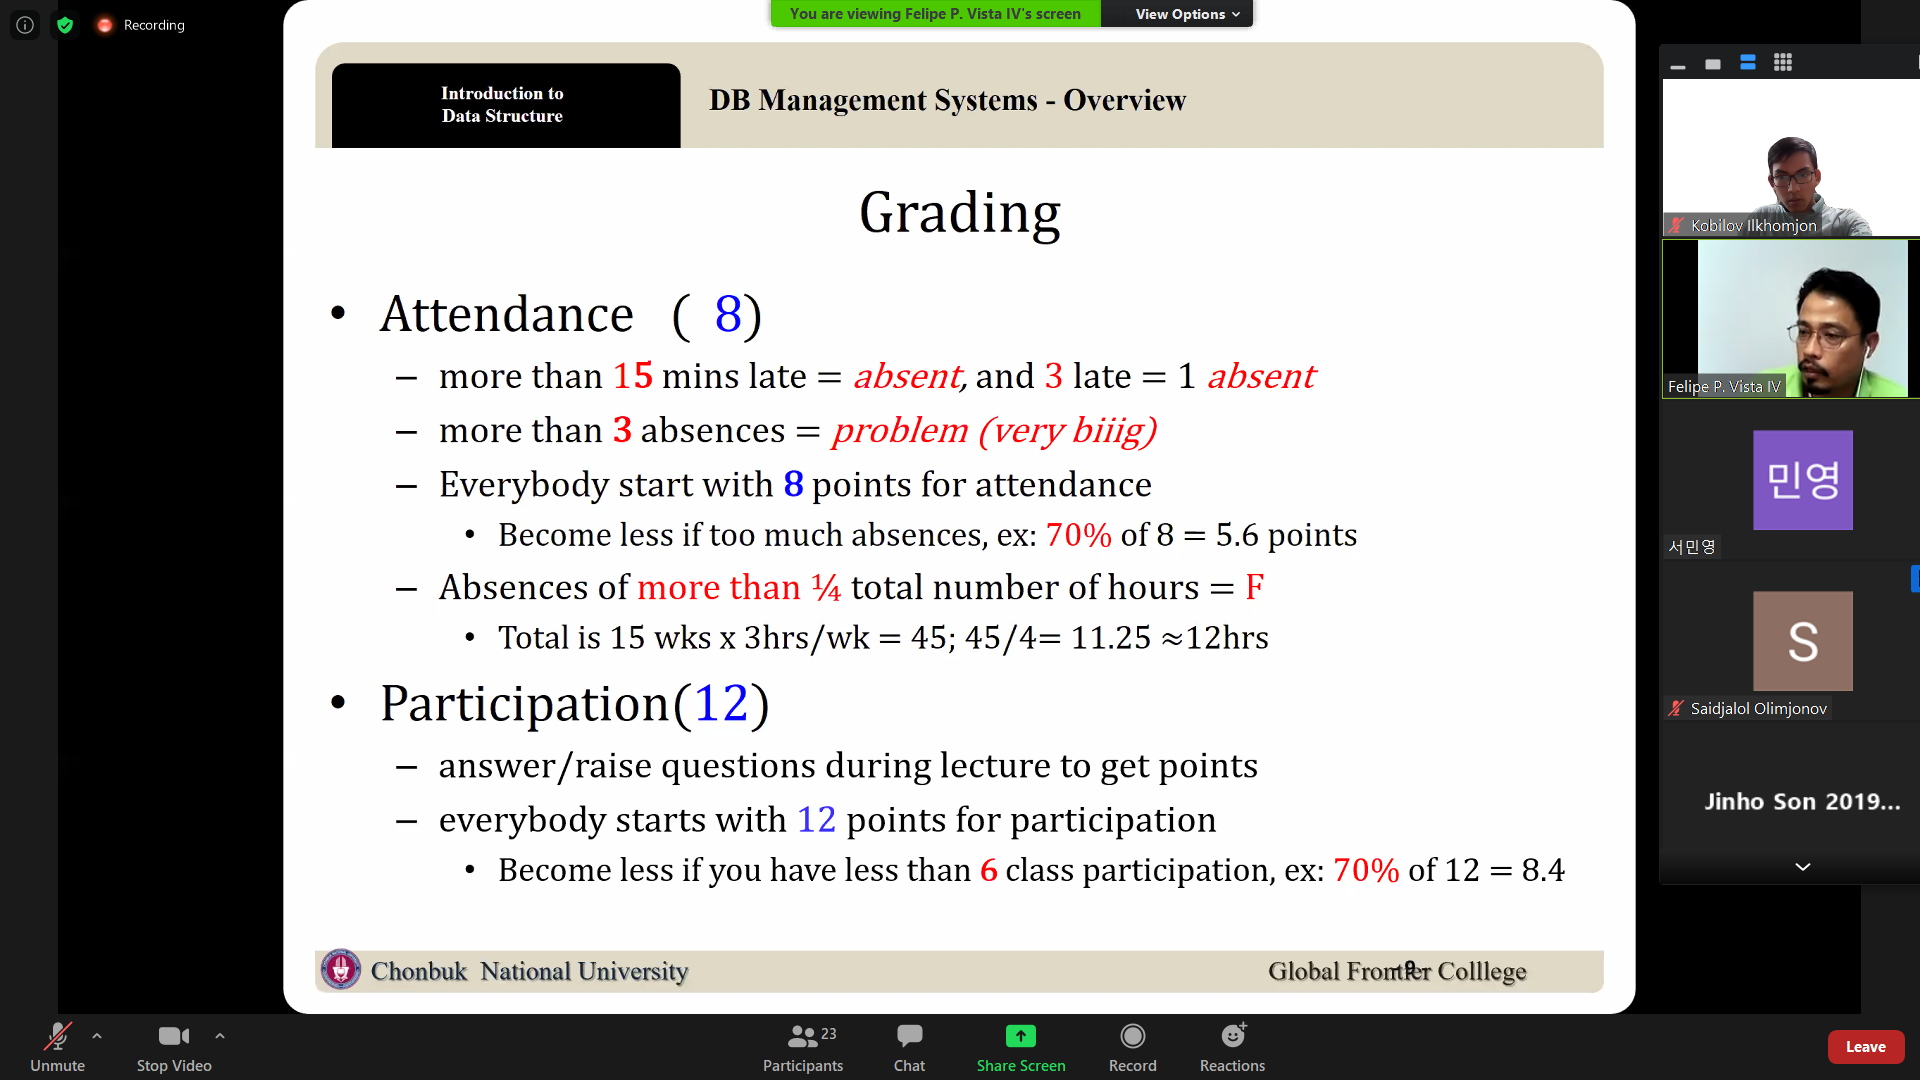 Recording
You are viewing Felipe P. Vista IV's screen
View Options
Introduction to
Data Structure
DB Management Systems - Overview
Grading
• Attendance ( 8)
– more than 15 mins late = absent, and 3 late = 1 absent
– more than 3 absences = problem (very biiig)
– Everybody start with 8 points for attendance
• Become less if too much absences, ex: 70% of 8 = 5.6 points
– Absences of more than ¼ total number of hours = F
• Total is 15 wks x 3hrs/wk = 45; 45/4= 11.25 ≈12hrs
• Participation(12)
– answer/raise questions during lecture to get points
– everybody starts with 12 points for participation
• Become less if you have less than 6 class participation, ex: 70% of 12 = 8.4
Chonbuk National University
Global Frontier Colllege
- 9 -
Kobilov Ilkhomjon
Felipe P. Vista IV
민영
서민영
S
Saidjalol Olimjonov
Jinho Son 2019...
Unmute
Stop Video
Participants
23
Chat
Share Screen
Record
Reactions
Leave